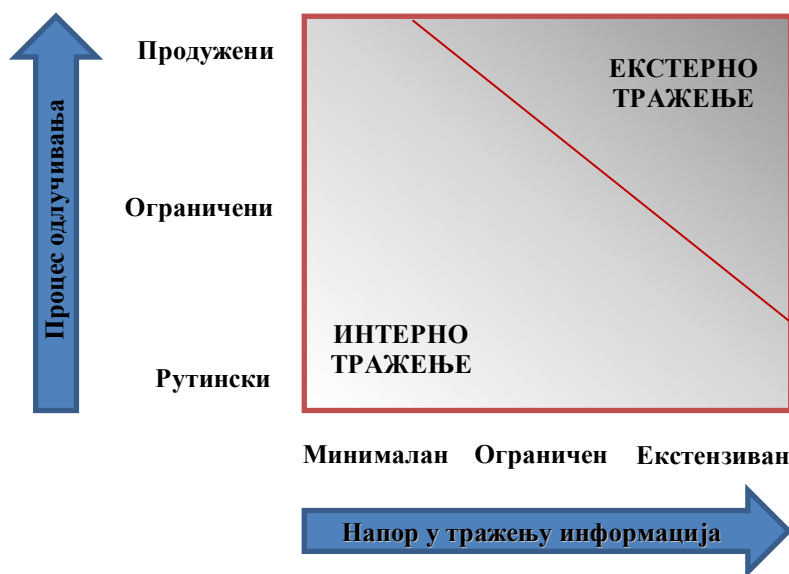 Продужени
ЕКСТЕРНО
ТРАЖЕЊЕ
Процес одлучивања
Ограничени
ИНТЕРНО
ТРАЖЕЊЕ
Рутински
Минималан Ограничен Екстензиван
Напор у тражењу информација